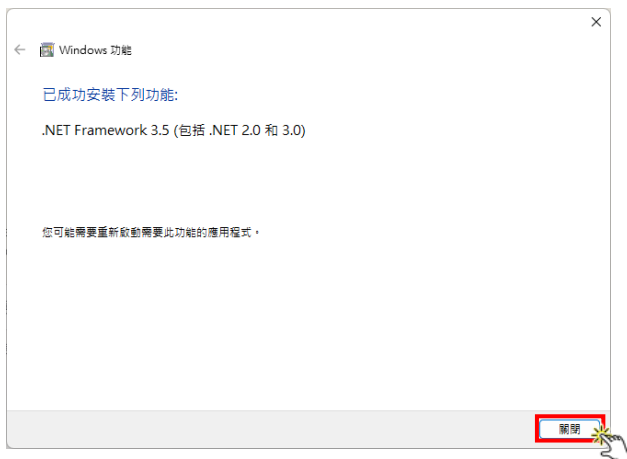 Windows 功能
已成功安裝下列功能:
.NET Framework 3.5 (包括 .NET 2.0 和 3.0)
您可能需要重新啟動需要此功能的應用程式。
關閉